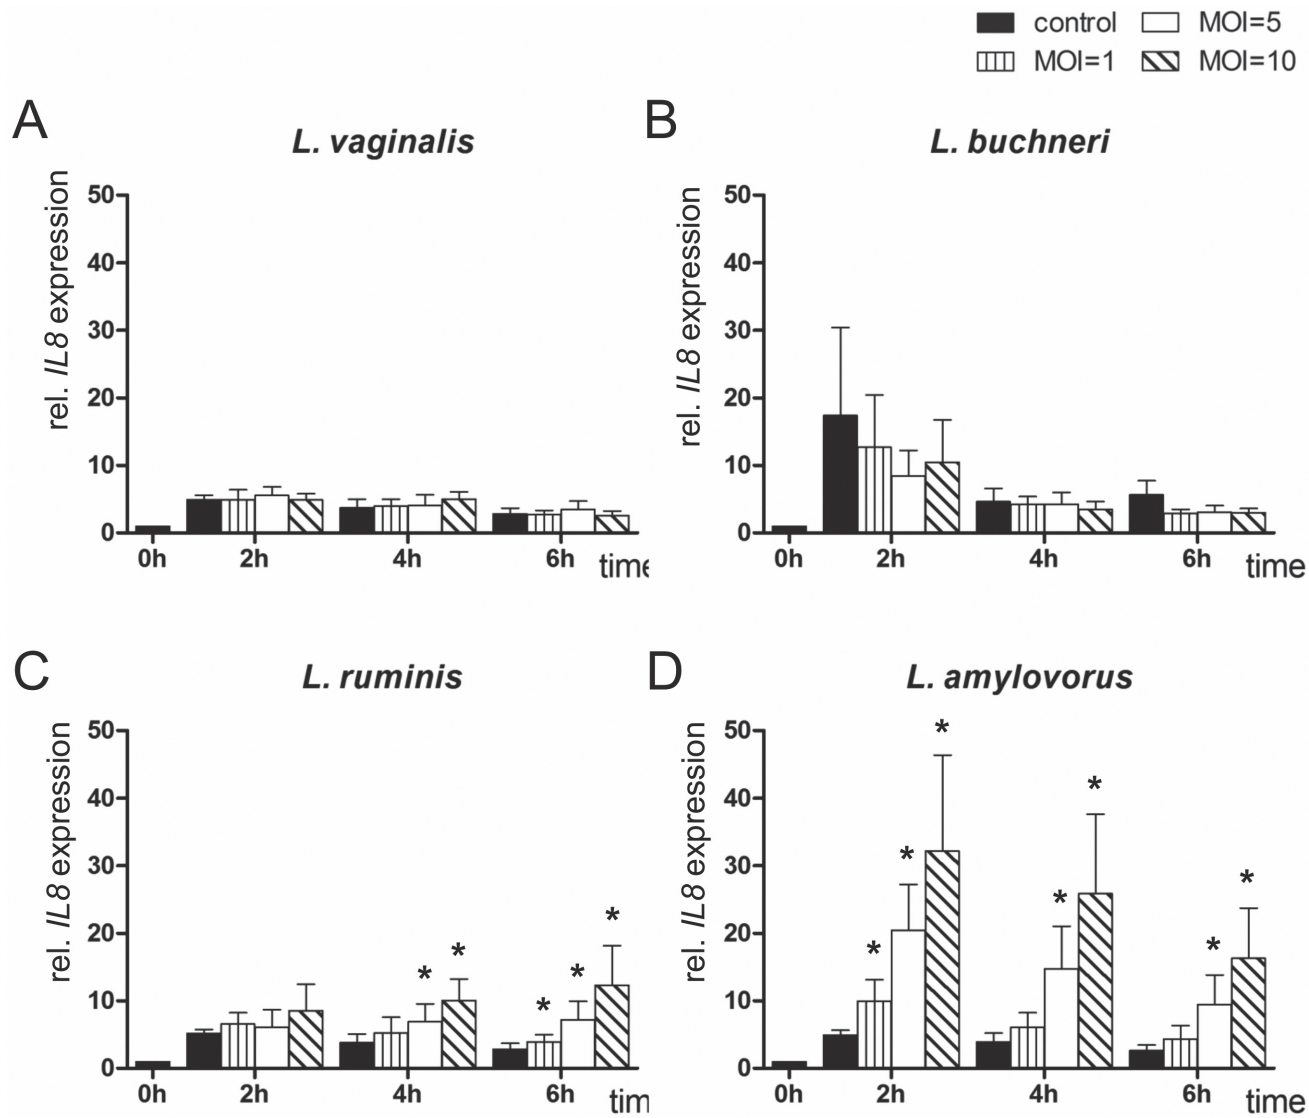 control MOI=5
MOI=1 MOI=10
A
L. vaginalis
rel. IL8 expression
50
40
30
20
10
0
0h 2h 4h 6h time
B
L. buchneri
rel. IL8 expression
50
40
30
20
10
0
0h 2h 4h 6h time
C
L. ruminis
rel. IL8 expression
50
40
30
20
10
0
* * * * *
0h 2h 4h 6h tim
D
L. amylovorus
rel. IL8 expression
50
40
30
20
10
0
* * * * * * *
0h 2h 4h 6h time